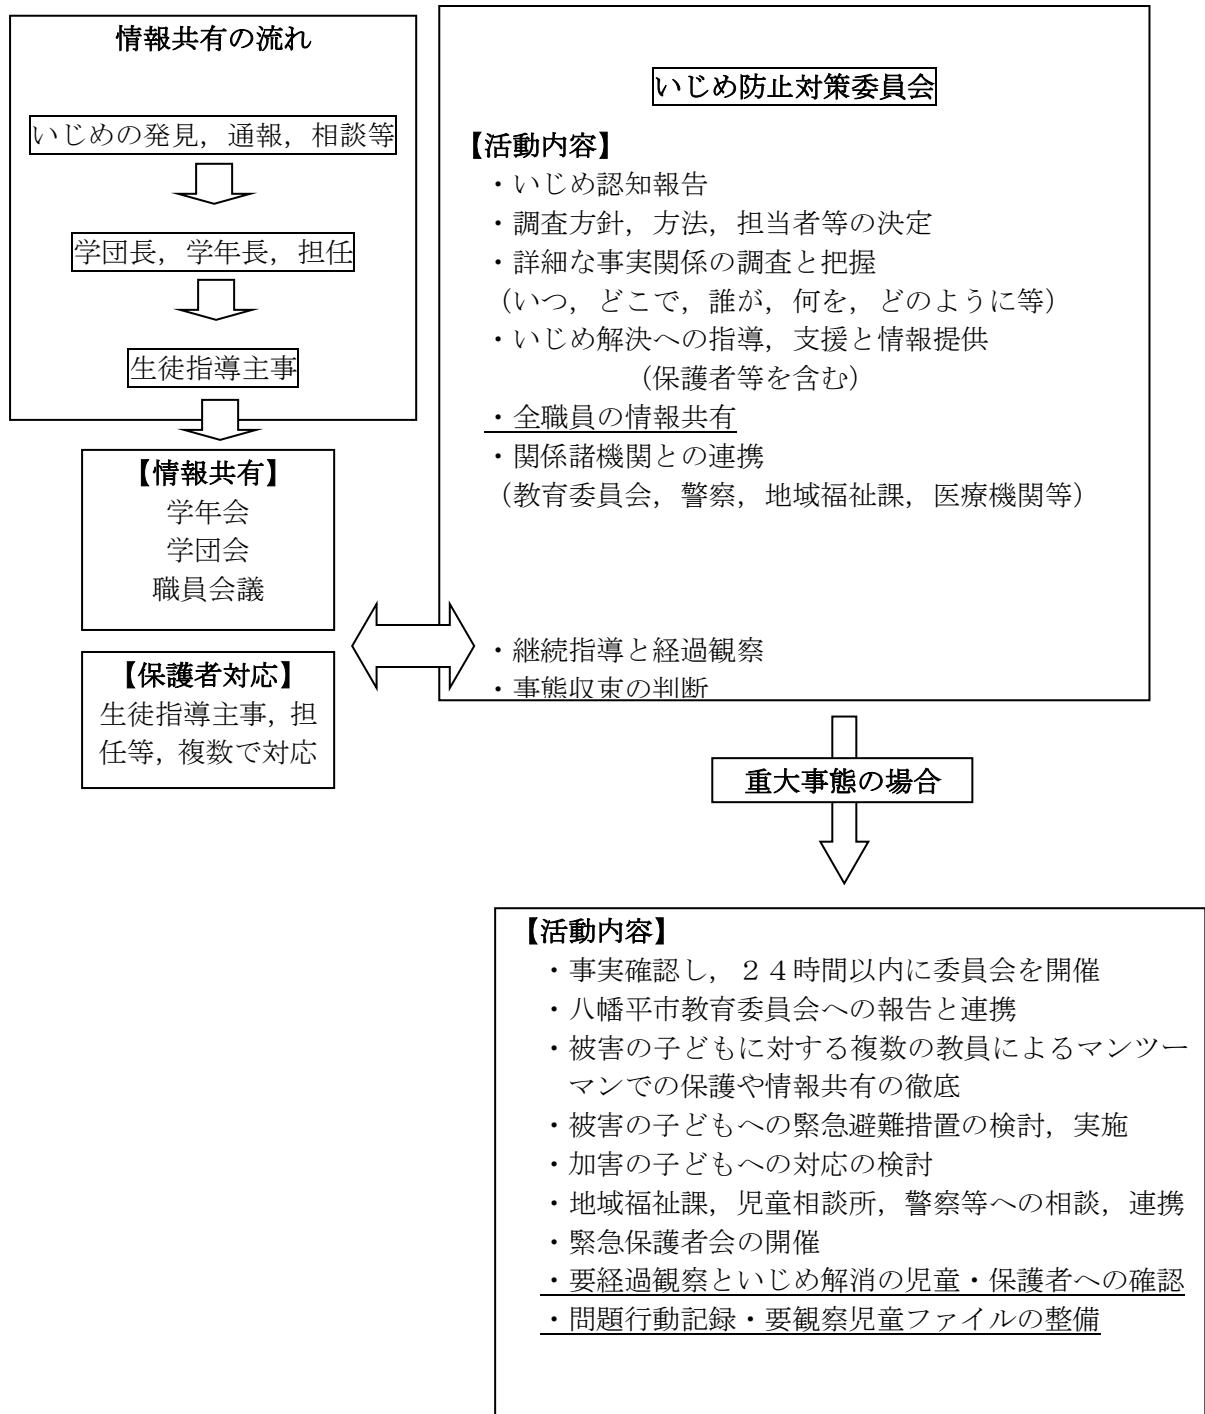 情報共有の流れ
いじめの発見，通報，相談等
学団長，学年長，担任
生徒指導主事
【情報共有】
学年会
学団会
職員会議
【保護者対応】
生徒指導主事，担
任等，複数で対応
いじめ防止対策委員会
【活動内容】
・いじめ認知報告
・調査方針，方法，担当者等の決定
・詳細な事実関係の調査と把握
（いつ，どこで，誰が，何を，どのように等）
・いじめ解決への指導，支援と情報提供
（保護者等を含む）
・全職員の情報共有
・関係諸機関との連携
（教育委員会，警察，地域福祉課，医療機関等）
・継続指導と経過観察
・事態収束の判断
重大事態の場合
【活動内容】
・事実確認し，２４時間以内に委員会を開催
・八幡平市教育委員会への報告と連携
・被害の子どもに対する複数の教員によるマンツー
マンでの保護や情報共有の徹底
・被害の子どもへの緊急避難措置の検討，実施
・加害の子どもへの対応の検討
・地域福祉課，児童相談所，警察等への相談，連携
・緊急保護者会の開催
・要経過観察といじめ解消の児童・保護者への確認
・問題行動記録・要観察児童ファイルの整備